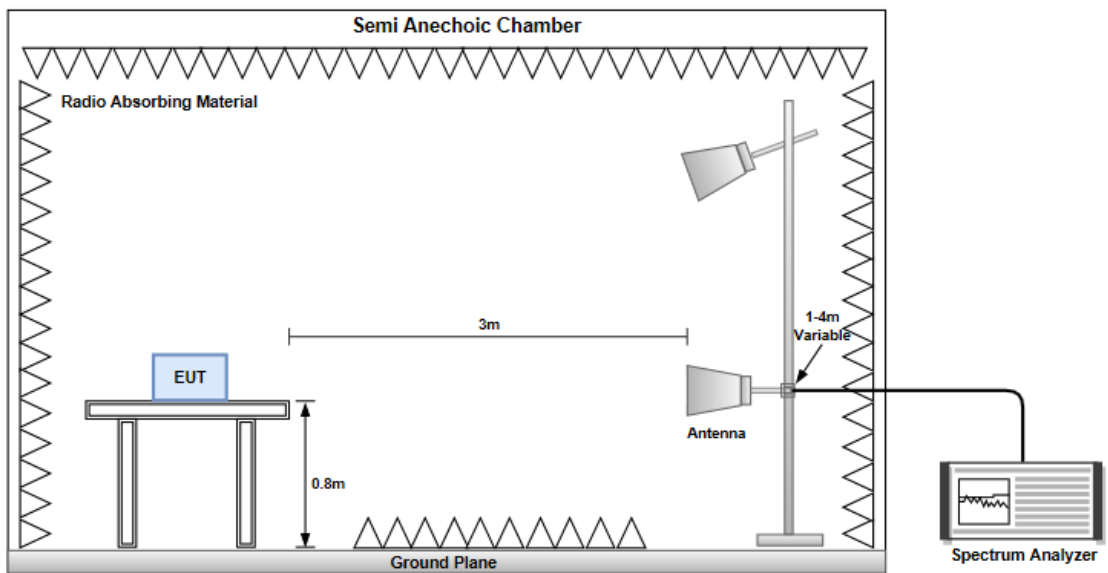 Semi Anechoic Chamber
Radio Absorbing Material
3m
1-4m
Variable
EUT
Antenna
0.8m
Ground Plane
Spectrum Analyzer